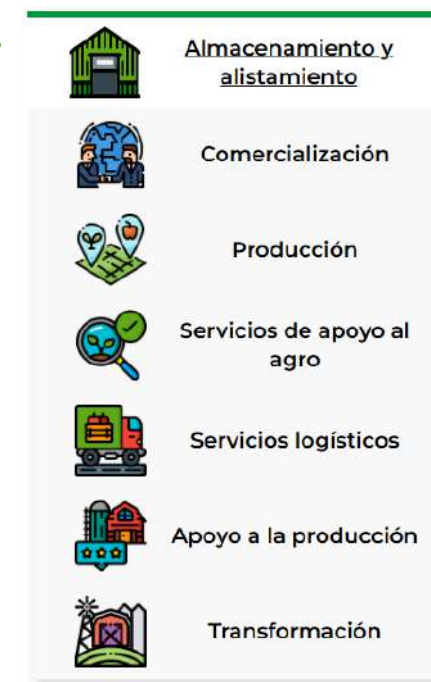 Almacenamiento y
alistamiento
Comercialización
Producción
Servicios de apoyo al
agro
Servicios logísticos
Apoyo a la producción
Transformación